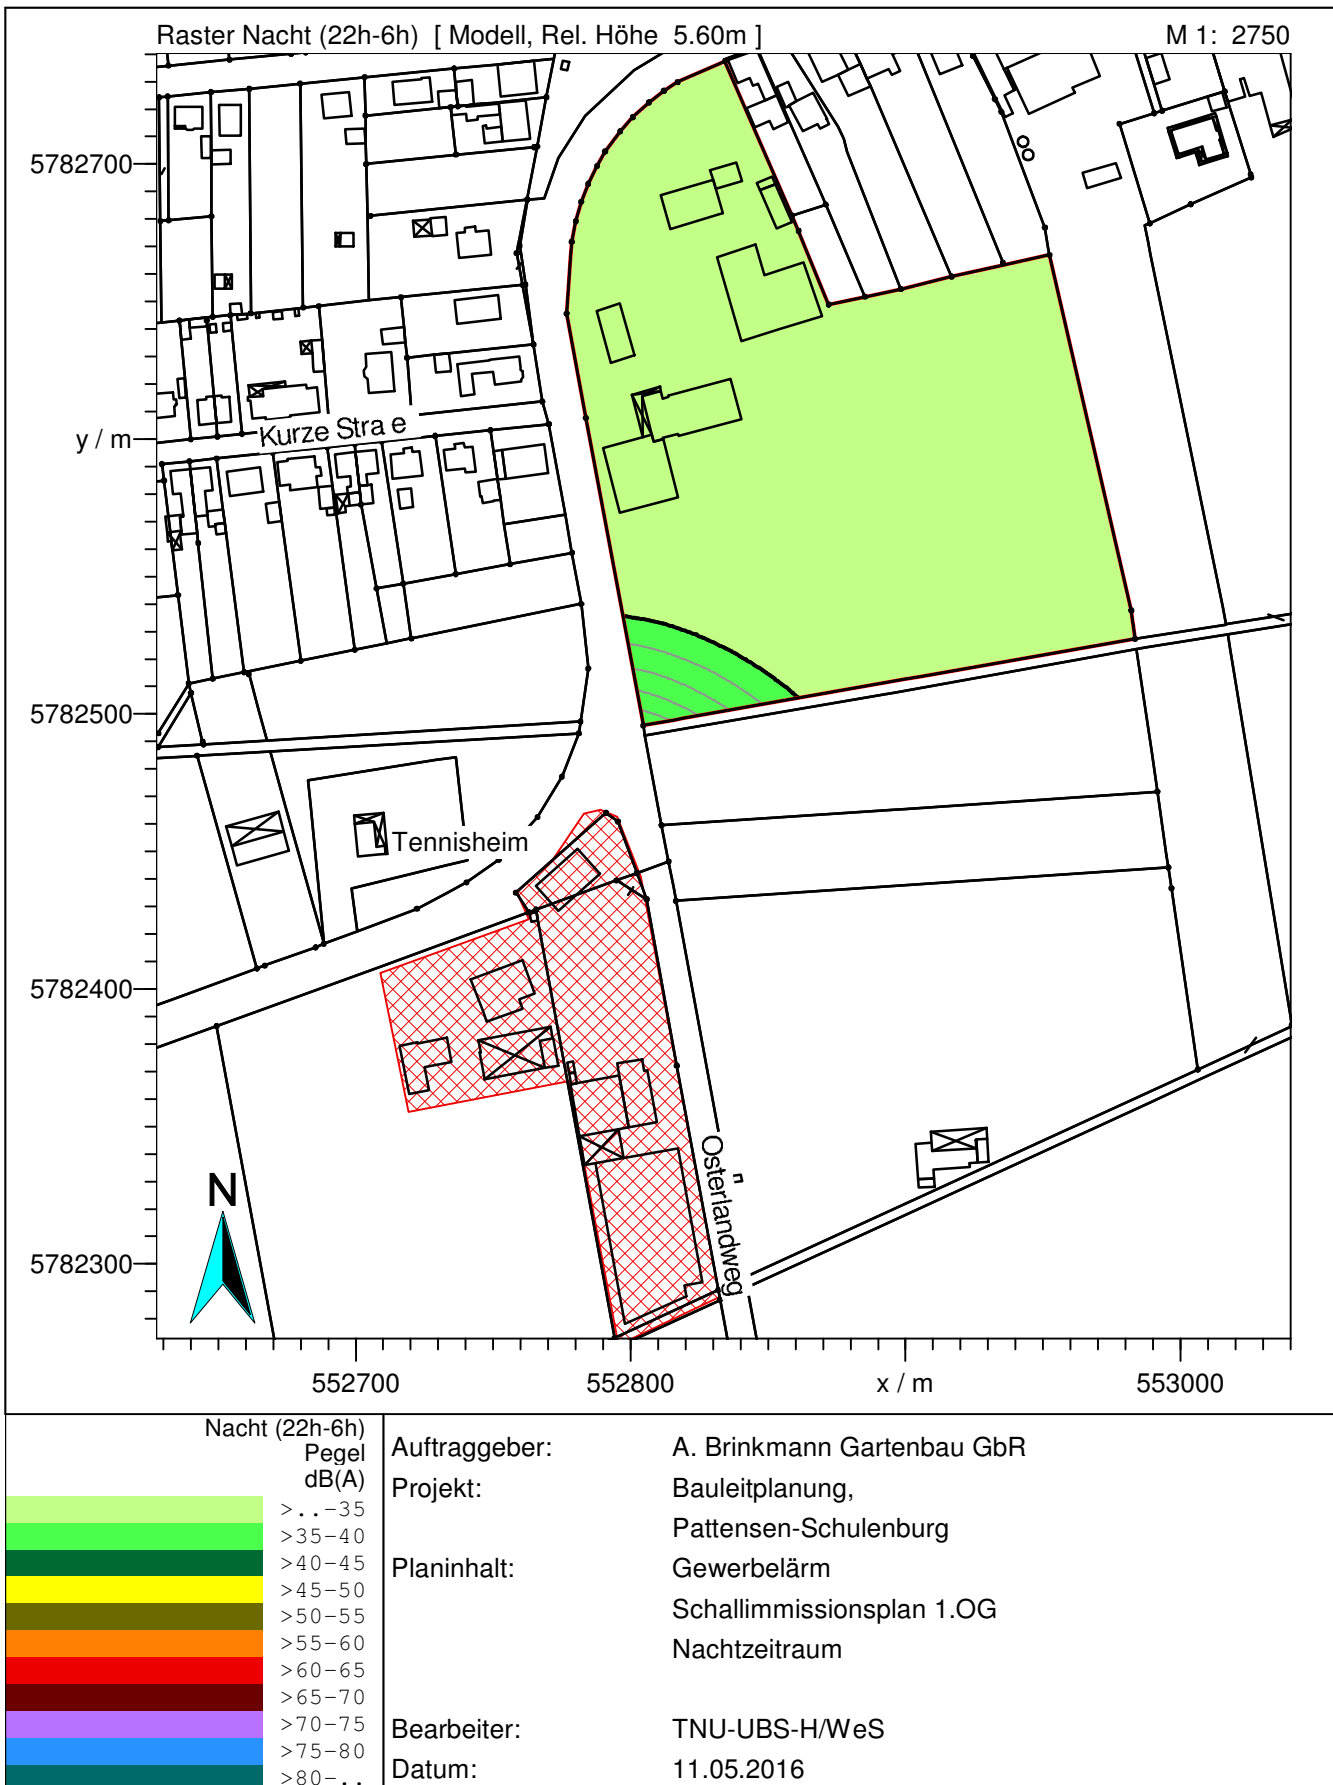 Raster Nacht (22h-6h) [ Modell, Rel. Höhe 5.60m ]
M 1: 2750
5782700
y / m
Kurze Stra e
5782500
Tennisheim
5782400
Osterlandweg
N
5782300
552700
552800
x / m
553000
Nacht (22h-6h)
Pegel
dB(A)
>..-35
>35-40
>40-45
>45-50
>50-55
>55-60
>60-65
>65-70
>70-75
>75-80
>80-..
Auftraggeber: A. Brinkmann Gartenbau GbR
Projekt: Bauleitplanung,
Pattensen-Schulenburg
Planinhalt: Gewerbelärm
Schallimmissionsplan 1.OG
Nachtzeitraum
Bearbeiter: TNU-UBS-H/WeS
Datum: 11.05.2016